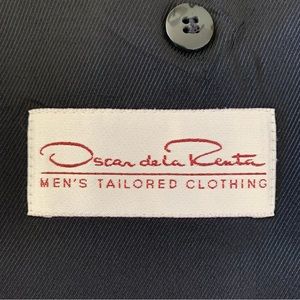 Oscar de la Renta
MEN'S TAILORED CLOTHING